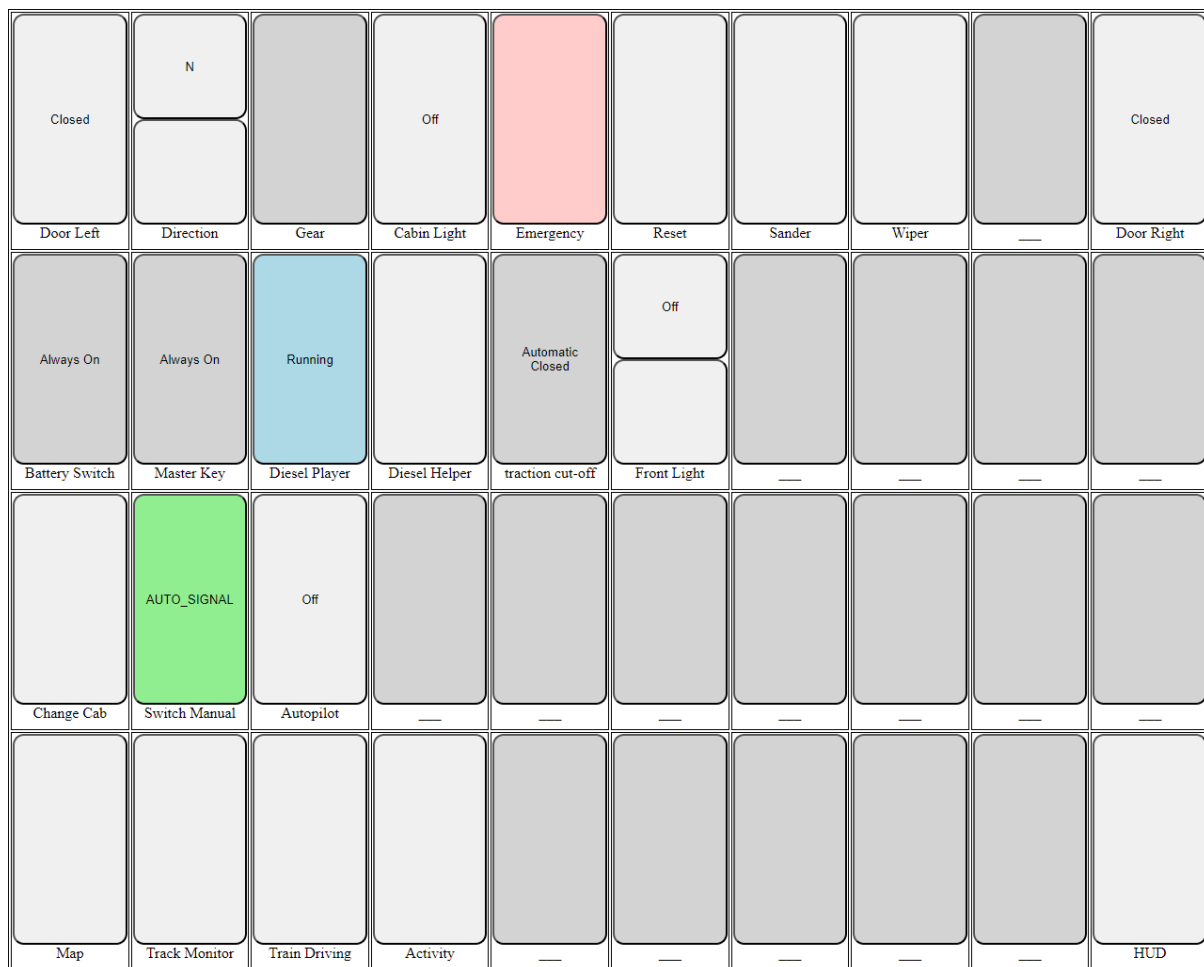 Closed
N
Off
Closed
Door Left Direction Gear Cabin Light Emergency Reset Sander Wiper ___ Door Right
Always On Always On Running Automatic Closed Off
Battery Switch Master Key Diesel Player Diesel Helper traction cut-off Front Light ___ ___ ___ ___
AUTO_SIGNAL Off
Change Cab Switch Manual Autopilot ___ ___ ___ ___ ___ ___ ___
Map Track Monitor Train Driving Activity ___ ___ ___ ___ ___ HUD